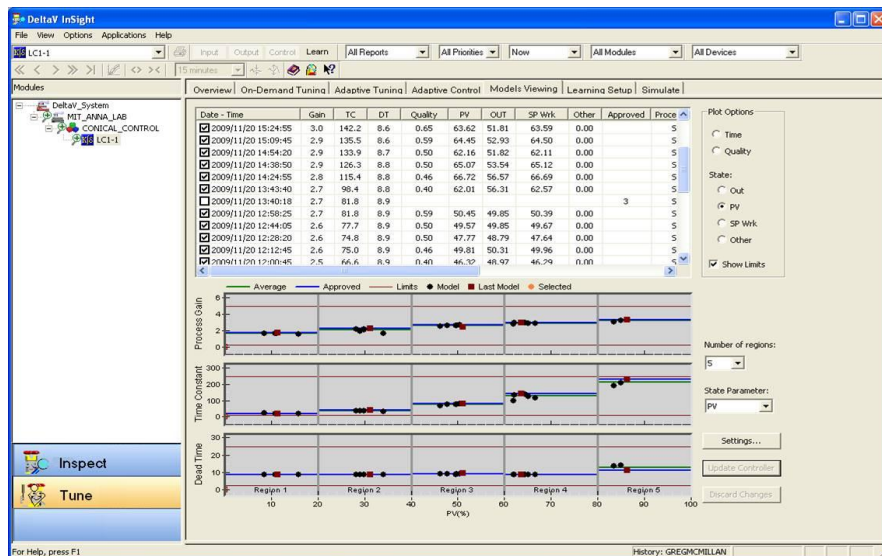 DeltaV InSight
File View Options Applications Help
LC1-1 Input Output Control Learn All Reports All Priorities Now All Modules All Devices
15 minutes
Modules
Overview On-Demand Tuning Adaptive Tuning Adaptive Control Models Viewing Learning Setup Simulate
DeltaV_System
MIT_ANNA_LAB
CONICAL_CONTROL
LC1-1
Date - Time Gain TC DT Quality PV OUT SP Wrk Other Approved Proce
2009/11/20 15:24:55 3.0 142.2 8.6 0.65 63.62 51.81 63.59 0.00 S
2009/11/20 15:09:45 2.9 135.5 8.6 0.59 64.45 52.93 64.50 0.00 S
2009/11/20 14:54:20 2.9 133.9 8.7 0.50 62.16 51.82 62.11 0.00 S
2009/11/20 14:38:50 2.9 126.3 8.8 0.50 65.07 53.54 65.12 0.00 S
2009/11/20 14:24:55 2.8 115.4 8.8 0.46 66.72 56.57 66.69 0.00 S
2009/11/20 13:43:40 2.7 98.4 8.8 0.40 62.01 56.31 62.57 0.00 S
2009/11/20 13:40:18 2.7 81.8 8.9 3 S
2009/11/20 12:58:25 2.7 81.8 8.9 0.59 50.45 49.85 50.39 0.00 S
2009/11/20 12:44:05 2.6 77.7 8.9 0.50 49.57 49.85 49.67 0.00 S
2009/11/20 12:28:20 2.6 74.8 8.9 0.50 47.77 48.79 47.64 0.00 S
2009/11/20 12:12:45 2.6 75.0 8.9 0.46 49.81 50.31 49.96 0.00 S
2009/11/20 12:00:45 2.5 66.6 8.9 0.40 46.32 48.97 46.29 0.00 S
Plot Options
Time
Quality
State:
Out
PV
SP Wrk
Other
Show Limits
Average Approved Limits Model Last Model Selected
Process Gain
6
4
2
0
Time Constant
300
200
100
0
Dead Time
30
20
10
0
Region 1 Region 2 Region 3 Region 4 Region 5
10 20 30 40 50 60 70 80 90 100
PV(%)
Number of regions:
5
State Parameter:
PV
Settings...
Update Controller
Discard Changes
Inspect
Tune
For Help, press F1
History: GREGMCMILLAN